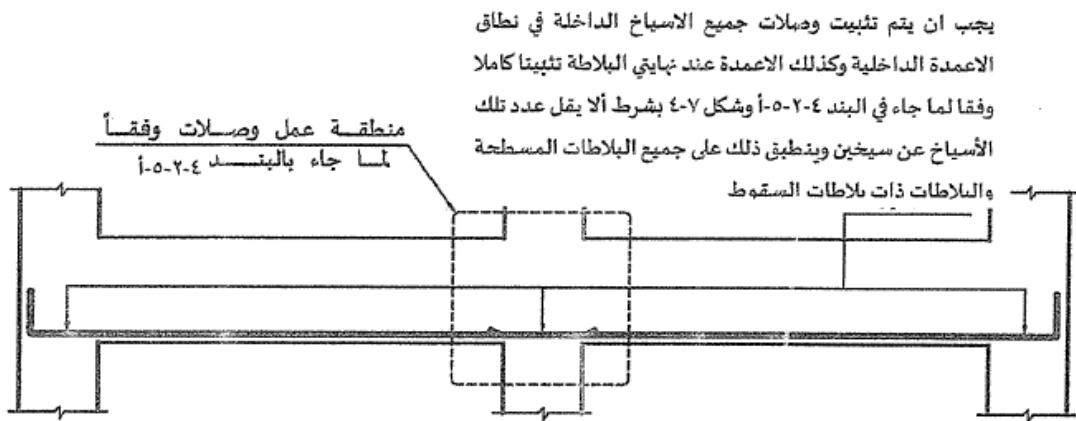 يجب ان يتم تثبيت وصلات جميع الاسياخ الداخلة في نطاق
الاعمدة الداخلية وكذلك الاعمدة عند نهايتي البلاطة تثبيتا كاملا
وفقا لما جاء في البند ٤-٢-٥-أ وشكل ٧-٤ بشرط ألا يقل عدد تلك
الأسياخ عن سيخين وينطبق ذلك على جميع البلاطات المسطحة
والبلاطات ذات بلاطات السقوط
منطقة عمل وصلات وفقاً
لما جاء بالبند ٤-٢-٥-أ